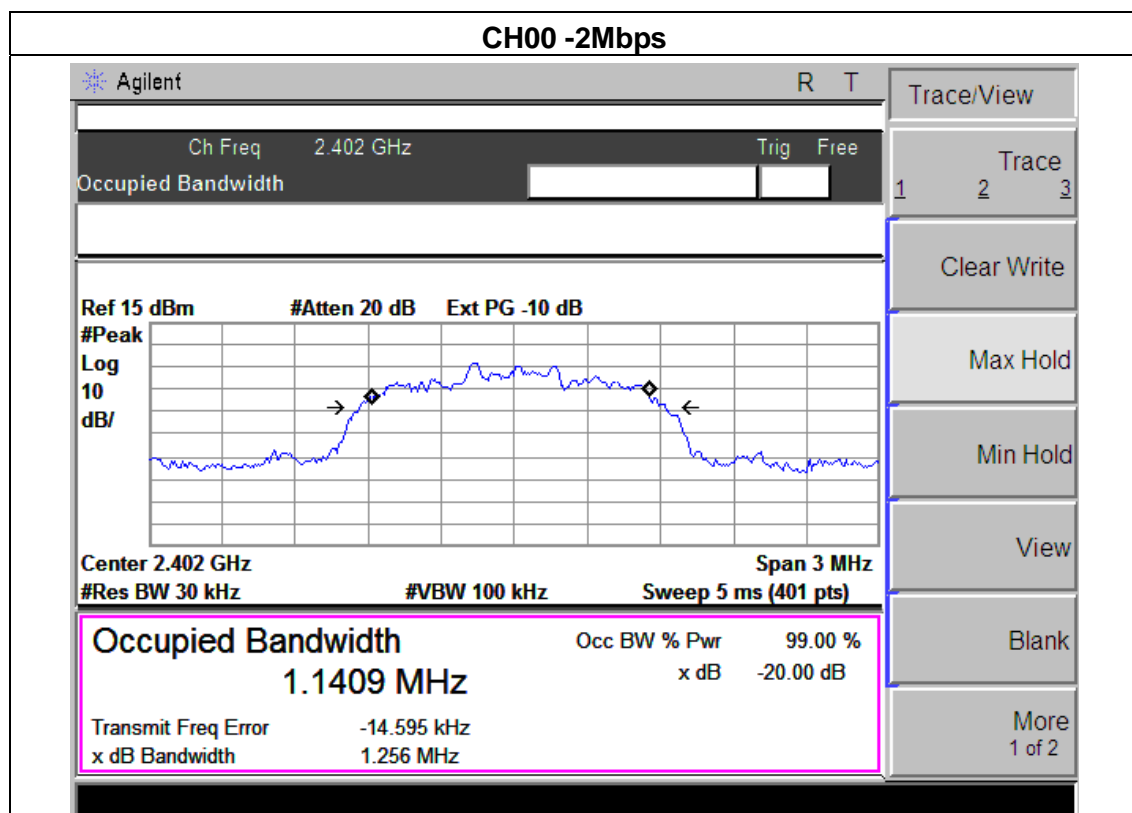 CH00 -2Mbps
Agilent R T
Ch Freq 2.402 GHz Trig Free
Occupied Bandwidth
Ref 15 dBm #Atten 20 dB Ext PG -10 dB
#Peak
Log
10
dB/
Center 2.402 GHz Span 3 MHz
#Res BW 30 kHz #VBW 100 kHz Sweep 5 ms (401 pts)
Occupied Bandwidth Occ BW % Pwr 99.00 %
1.1409 MHz x dB -20.00 dB
Transmit Freq Error -14.595 kHz
x dB Bandwidth 1.256 MHz
Trace/View
Trace
1 2 3
Clear Write
Max Hold
Min Hold
View
Blank
More
1 of 2